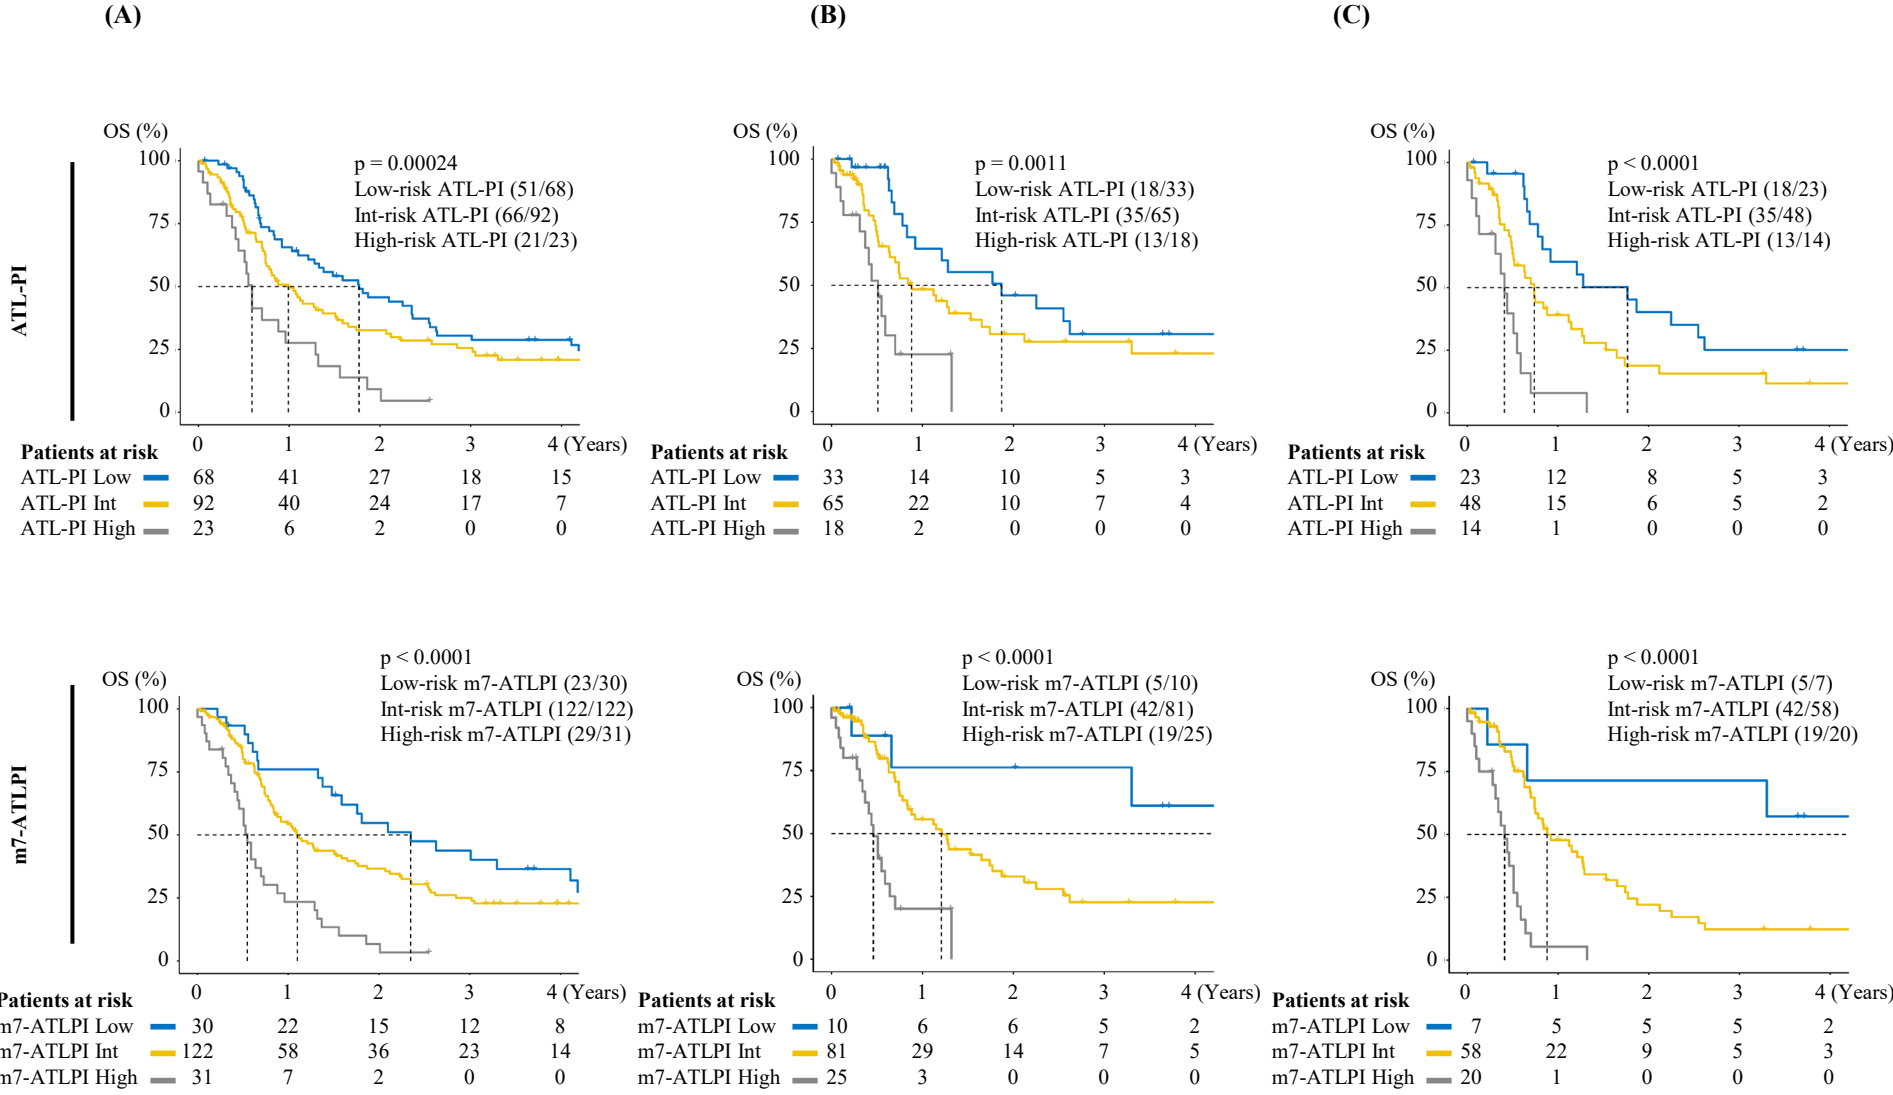 (A)
(B)
(C)
ATL-PI
OS (%)
100
75
50
25
0
p = 0.00024
Low-risk ATL-PI (51/68)
Int-risk ATL-PI (66/92)
High-risk ATL-PI (21/23)
0 1 2 3 4 (Years)
Patients at risk
ATL-PI Low 68 41 27 18 15
ATL-PI Int 92 40 24 17 7
ATL-PI High 23 6 2 0 0
OS (%)
100
75
50
25
0
p = 0.0011
Low-risk ATL-PI (18/33)
Int-risk ATL-PI (35/65)
High-risk ATL-PI (13/18)
0 1 2 3 4 (Years)
Patients at risk
ATL-PI Low 33 14 10 5 3
ATL-PI Int 65 22 10 7 4
ATL-PI High 18 2 0 0 0
OS (%)
100
75
50
25
0
p < 0.0001
Low-risk ATL-PI (18/23)
Int-risk ATL-PI (35/48)
High-risk ATL-PI (13/14)
0 1 2 3 4 (Years)
Patients at risk
ATL-PI Low 23 12 8 5 3
ATL-PI Int 48 15 6 5 2
ATL-PI High 14 1 0 0 0
m7-ATLPI
OS (%)
100
75
50
25
0
p < 0.0001
Low-risk m7-ATLPI (23/30)
Int-risk m7-ATLPI (122/122)
High-risk m7-ATLPI (29/31)
0 1 2 3 4 (Years)
Patients at risk
m7-ATLPI Low 30 22 15 12 8
m7-ATLPI Int 122 58 36 23 14
m7-ATLPI High 31 7 2 0 0
OS (%)
100
75
50
25
0
p < 0.0001
Low-risk m7-ATLPI (5/10)
Int-risk m7-ATLPI (42/81)
High-risk m7-ATLPI (19/25)
0 1 2 3 4 (Years)
Patients at risk
m7-ATLPI Low 10 6 6 5 2
m7-ATLPI Int 81 29 14 7 5
m7-ATLPI High 25 3 0 0 0
OS (%)
100
75
50
25
0
p < 0.0001
Low-risk m7-ATLPI (5/7)
Int-risk m7-ATLPI (42/58)
High-risk m7-ATLPI (19/20)
0 1 2 3 4 (Years)
Patients at risk
m7-ATLPI Low 7 5 5 5 2
m7-ATLPI Int 58 22 9 5 3
m7-ATLPI High 20 1 0 0 0